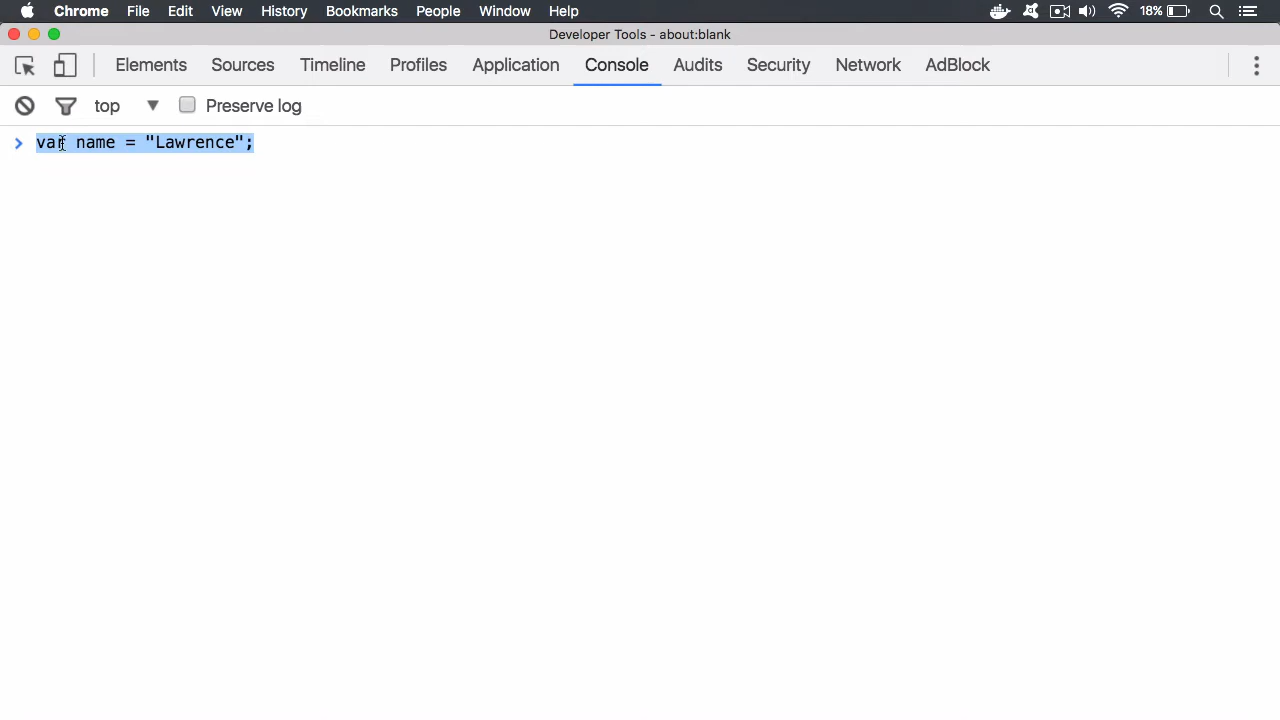 Chrome File Edit View History Bookmarks People Window Help 18%
Developer Tools - about:blank
Elements Sources Timeline Profiles Application Console Audits Security Network AdBlock
top Preserve log
var name = "Lawrence";